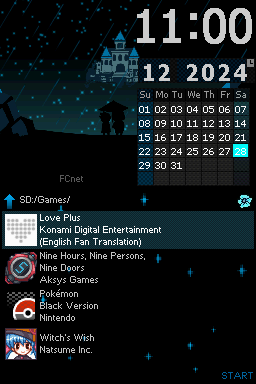 11:00
12 2024
Su Mo Tu We Th Fr Sa
01 02 03 04 05 06 07
08 09 10 11 12 13 14
15 16 17 18 19 20 21
22 23 24 25 26 27 28
29 30 31
FCnet
SD:/Games/
Love Plus
Konami Digital Entertainment
(English Fan Translation)
Nine Hours, Nine Persons,
Nine Doors
Aksys Games
Pokémon
Black Version
Nintendo
Witch's Wish
Natsume Inc.
START